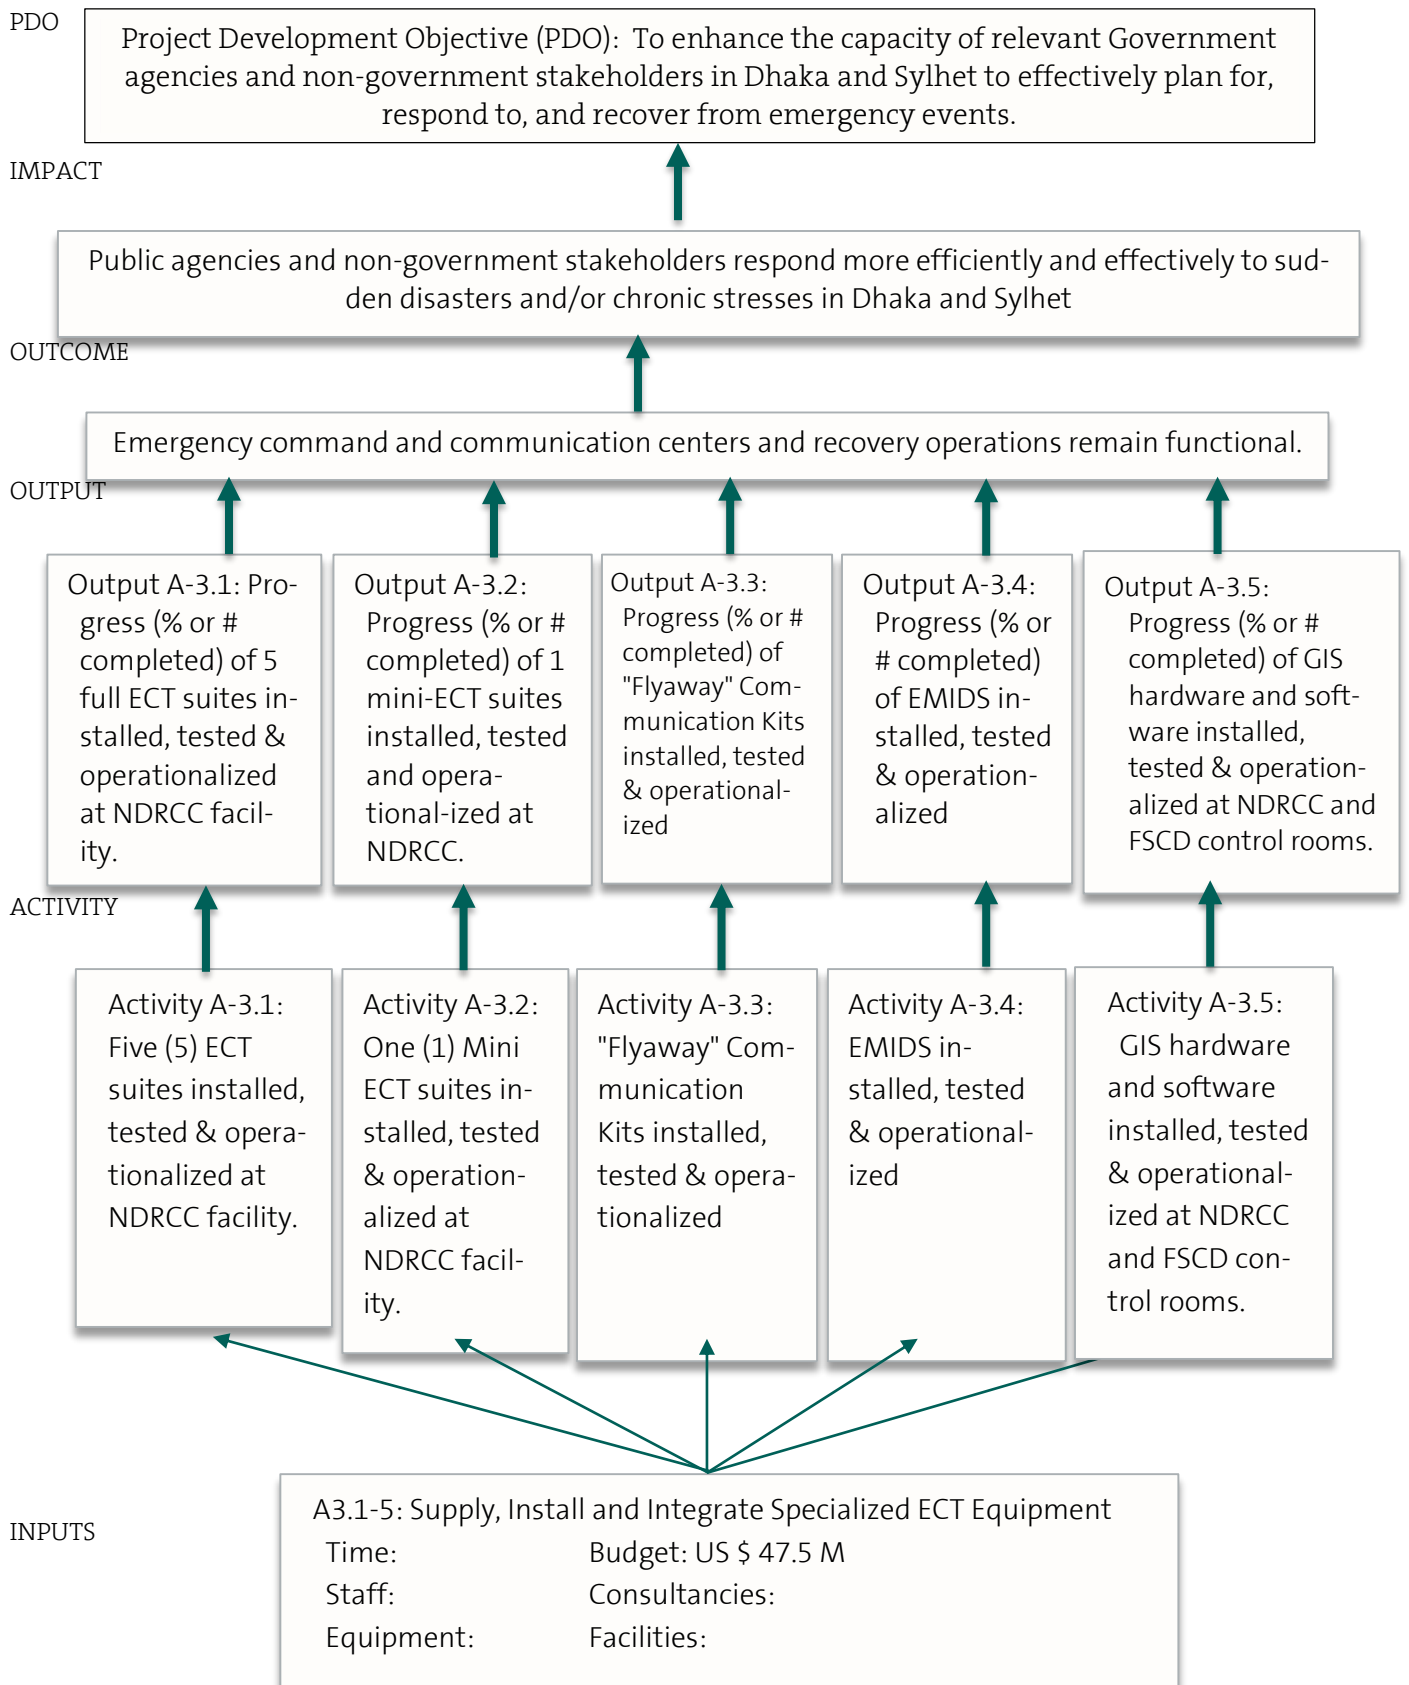 PDO
Project Development Objective (PDO):  To enhance the capacity of relevant Government
agencies and non-government stakeholders in Dhaka and Sylhet to effectively plan for,
respond to, and recover from emergency events.
IMPACT
Public agencies and non-government stakeholders respond more efficiently and effectively to sud-
den disasters and/or chronic stresses in Dhaka and Sylhet
OUTCOME
Emergency command and communication centers and recovery operations remain functional.
OUTPUT
Output A-3.1: Pro-
gress (% or #
completed) of 5
full ECT suites in-
stalled, tested &
operationalized
at NDRCC facil-
ity.
Output A-3.2:
Progress (% or #
completed) of 1
mini-ECT suites
installed, tested
and opera-
tional-ized at
NDRCC.
Output A-3.3:
Progress (% or #
completed) of
"Flyaway" Com-
munication Kits
installed, tested
& operational-
ized
Output A-3.4:
Progress (% or
# completed)
of EMIDS in-
stalled, tested
& operation-
alized
Output A-3.5:
Progress (% or #
completed) of GIS
hardware and soft-
ware installed,
tested & operation-
alized at NDRCC and
FSCD control rooms.
ACTIVITY
Activity A-3.1:
Five (5) ECT
suites installed,
tested & opera-
tionalized at
NDRCC facility.
Activity A-3.2:
One (1) Mini
ECT suites in-
stalled, tested
& operation-
alized at
NDRCC facil-
ity.
Activity A-3.3:
"Flyaway" Com-
munication
Kits installed,
tested & opera-
tionalized
Activity A-3.4:
EMIDS in-
stalled, tested
& operational-
ized
Activity A-3.5:
GIS hardware
and software
installed, tested
& operational-
ized at NDRCC
and FSCD con-
trol rooms.
INPUTS
A3.1-5: Supply, Install and Integrate Specialized ECT Equipment
Time: Budget: US $ 47.5 M
Staff: Consultancies:
Equipment: Facilities: